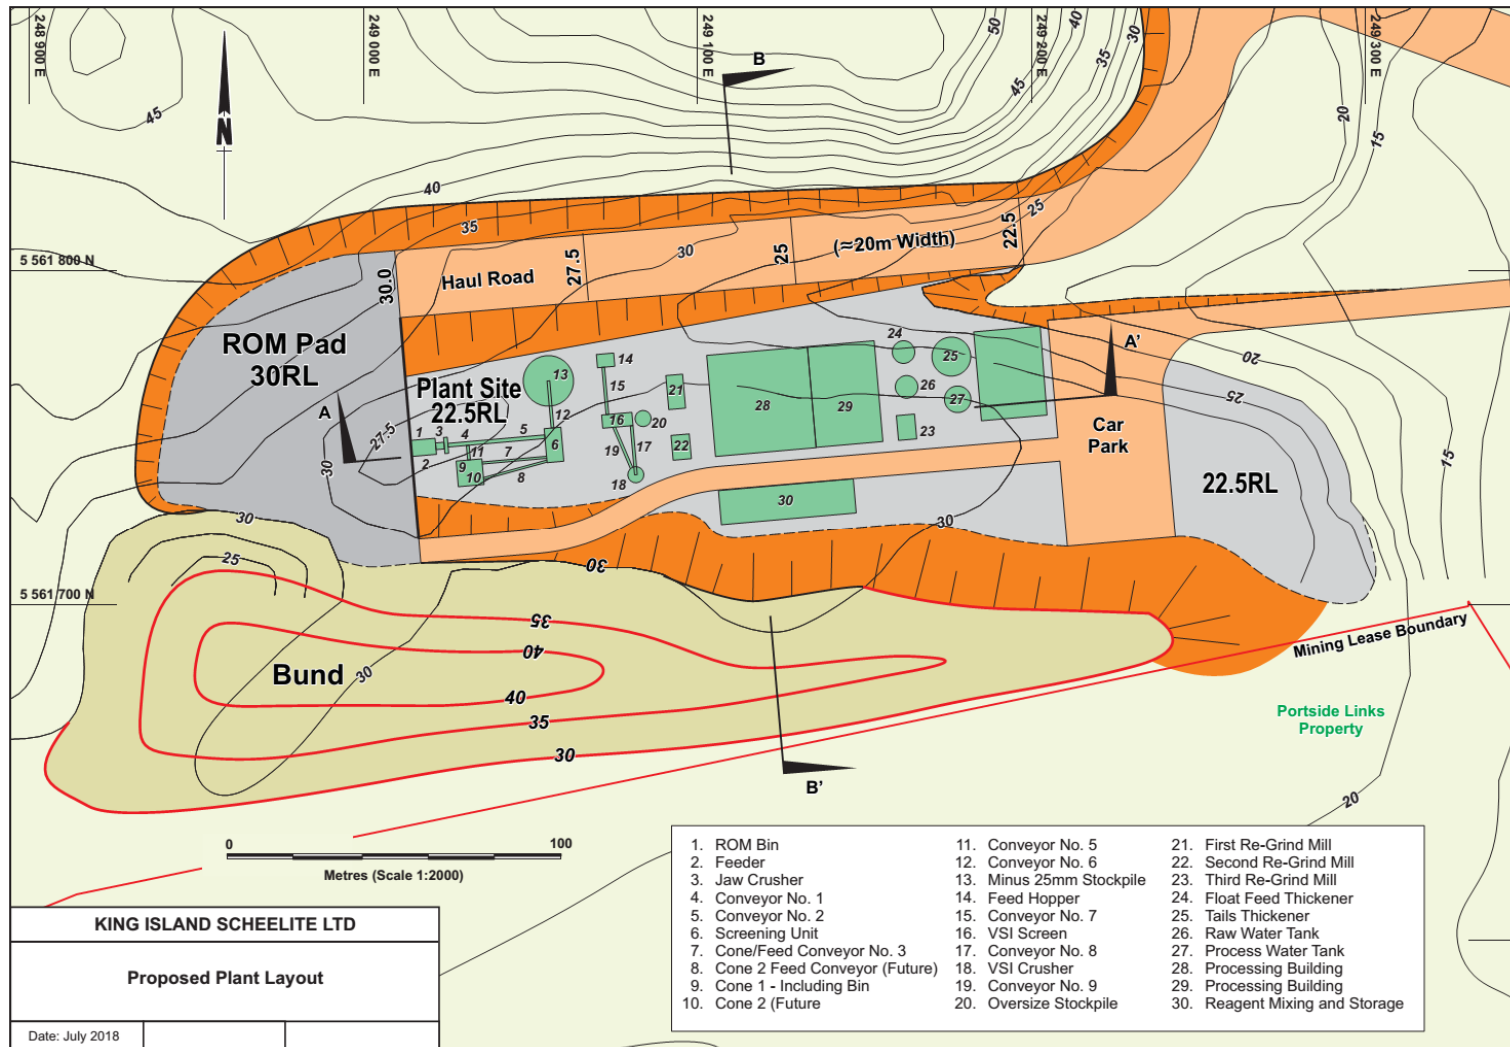 248 900 E
249 000 E
249 100 E
249 200 E
249 300 E
50
40
30
35
45
45
20
15
B
N
40
35
25
5 561 800 N
30.0
Haul Road
27.5
30
25
(≈20m Width)
22.5
ROM Pad
30RL
Plant Site
22.5RL
A
A'
27.5
30
1
2
3
4
5
6
7
8
9
10
11
12
13
14
15
16
17
18
19
20
21
22
23
24
25
26
27
28
29
30
Car
Park
22.5RL
20
25
15
30
30
25
30
5 561 700 N
35
40
Bund
30
40
35
30
B'
Mining Lease Boundary
Portside Links
Property
20
0 100
Metres (Scale 1:2000)
KING ISLAND SCHEELITE LTD
Proposed Plant Layout
Date: July 2018
1. ROM Bin
2. Feeder
3. Jaw Crusher
4. Conveyor No. 1
5. Conveyor No. 2
6. Screening Unit
7. Cone/Feed Conveyor No. 3
8. Cone 2 Feed Conveyor (Future)
9. Cone 1 - Including Bin
10. Cone 2 (Future
11. Conveyor No. 5
12. Conveyor No. 6
13. Minus 25mm Stockpile
14. Feed Hopper
15. Conveyor No. 7
16. VSI Screen
17. Conveyor No. 8
18. VSI Crusher
19. Conveyor No. 9
20. Oversize Stockpile
21. First Re-Grind Mill
22. Second Re-Grind Mill
23. Third Re-Grind Mill
24. Float Feed Thickener
25. Tails Thickener
26. Raw Water Tank
27. Process Water Tank
28. Processing Building
29. Processing Building
30. Reagent Mixing and Storage